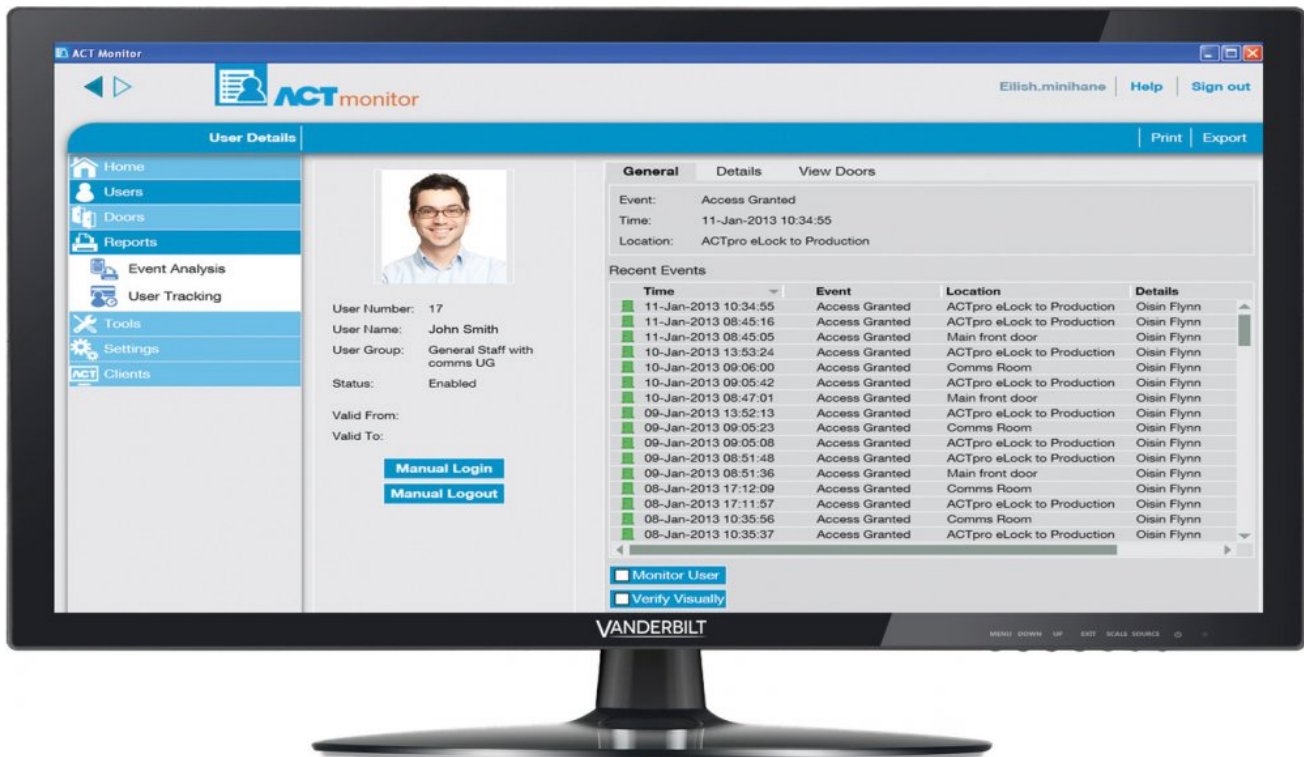 ACT Monitor
ACTmonitor
Eilish.minihane Help Sign out
User Details Print Export
Home
Users
Doors
Reports
Event Analysis
User Tracking
Tools
Settings
ACT Clients
User Number: 17
User Name: John Smith
User Group: General Staff with
comms UG
Status: Enabled
Valid From:
Valid To:
Manual Login
Manual Logout
General Details View Doors
Event: Access Granted
Time: 11-Jan-2013 10:34:55
Location: ACTpro eLock to Production
Recent Events
Time Event Location Details
11-Jan-2013 10:34:55 Access Granted ACTpro eLock to Production Oisin Flynn
11-Jan-2013 08:45:16 Access Granted ACTpro eLock to Production Oisin Flynn
11-Jan-2013 08:45:05 Access Granted Main front door Oisin Flynn
10-Jan-2013 13:53:24 Access Granted ACTpro eLock to Production Oisin Flynn
10-Jan-2013 09:06:00 Access Granted Comms Room Oisin Flynn
10-Jan-2013 09:05:42 Access Granted ACTpro eLock to Production Oisin Flynn
10-Jan-2013 08:47:01 Access Granted Main front door Oisin Flynn
09-Jan-2013 13:52:13 Access Granted ACTpro eLock to Production Oisin Flynn
09-Jan-2013 09:05:23 Access Granted Comms Room Oisin Flynn
09-Jan-2013 09:05:08 Access Granted ACTpro eLock to Production Oisin Flynn
09-Jan-2013 08:51:48 Access Granted ACTpro eLock to Production Oisin Flynn
09-Jan-2013 08:51:36 Access Granted Main front door Oisin Flynn
08-Jan-2013 17:12:09 Access Granted Comms Room Oisin Flynn
08-Jan-2013 17:11:57 Access Granted ACTpro eLock to Production Oisin Flynn
08-Jan-2013 10:35:56 Access Granted Comms Room Oisin Flynn
08-Jan-2013 10:35:37 Access Granted ACTpro eLock to Production Oisin Flynn
Monitor User
Verify Visually
VANDERBILT
MENU DOWN UP EXIT SCALE SOURCE